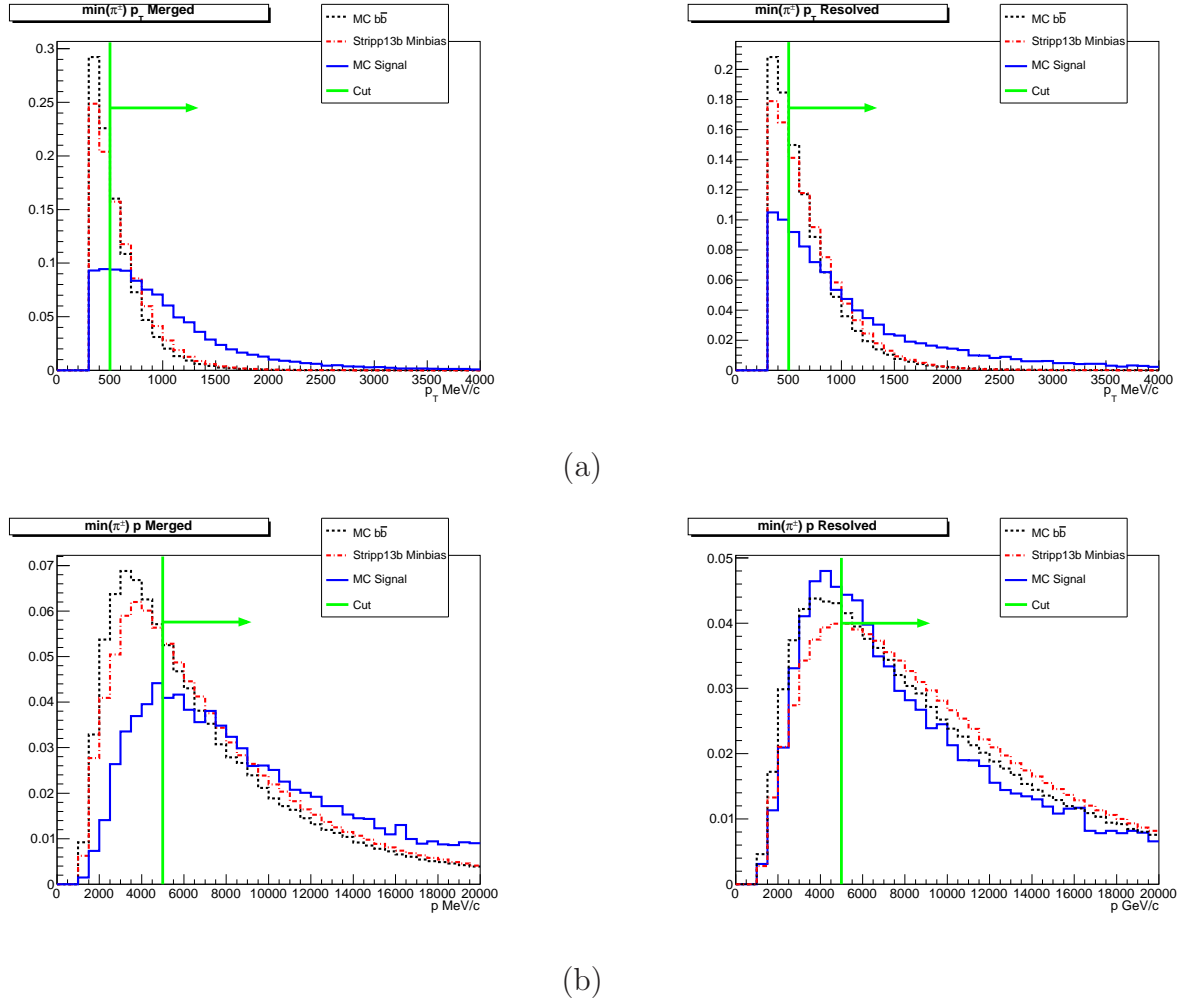 min(π±) p_T Merged
MC bb̅
Stripp13b Minbias
MC Signal
Cut
0.3
0.25
0.2
0.15
0.1
0.05
0
0 500 1000 1500 2000 2500 3000 3500 4000
p_T MeV/c
min(π±) p_T Resolved
MC bb̅
Stripp13b Minbias
MC Signal
Cut
0.2
0.18
0.16
0.14
0.12
0.1
0.08
0.06
0.04
0.02
0
0 500 1000 1500 2000 2500 3000 3500 4000
p_T MeV/c
(a)
min(π±) p Merged
MC bb̅
Stripp13b Minbias
MC Signal
Cut
0.07
0.06
0.05
0.04
0.03
0.02
0.01
0
0 2000 4000 6000 8000 10000 12000 14000 16000 18000 20000
p MeV/c
min(π±) p Resolved
MC bb̅
Stripp13b Minbias
MC Signal
Cut
0.05
0.04
0.03
0.02
0.01
0
0 2000 4000 6000 8000 10000 12000 14000 16000 18000 20000
p GeV/c
(b)